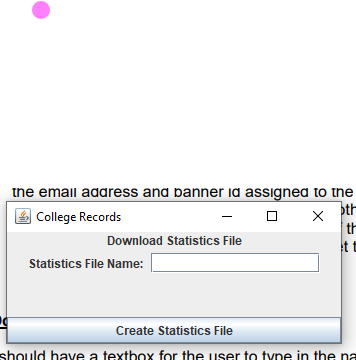 the email address and banner id assigned to the
College Records
Download Statistics File
Statistics File Name:
Create Statistics File
should have a textbox for the user to type in the